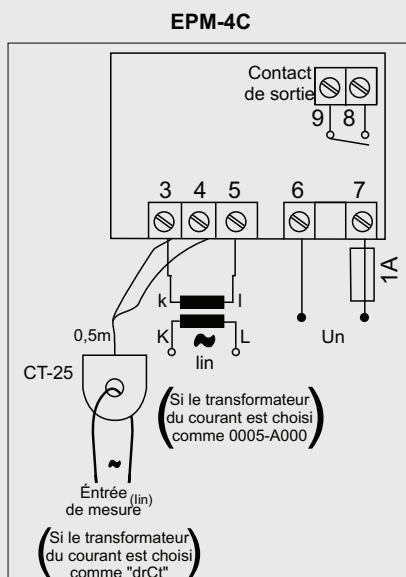 EPM-4C
Contact
de sortie
9 8
3 4 5 6 7
1A
k l
0,5m
K L
Un
CT-25
Iin
(Si le transformateur
du courant est choisi
comme 0005-A000)
Éntrée (Iin)
de mesure
(Si le transformateur
du courant est choisi
comme "drCt"